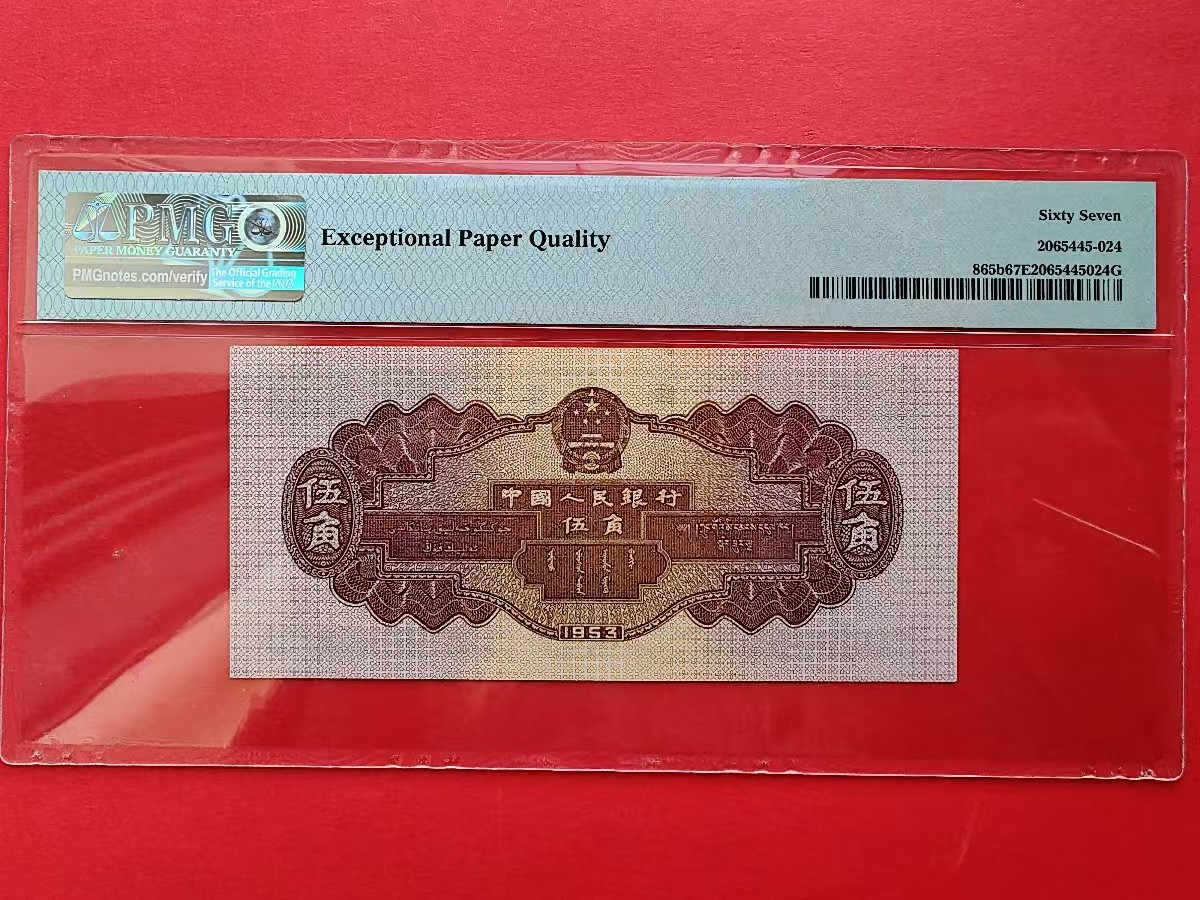 PMG
PAPER MONEY GUARANTY
PMGnotes.com/verify
The Official Grading
Service of the PNG
Exceptional Paper Quality
Sixty Seven
2065445-024
865b67E2065445024G
中國人民銀行
伍角
伍角
伍角
1953